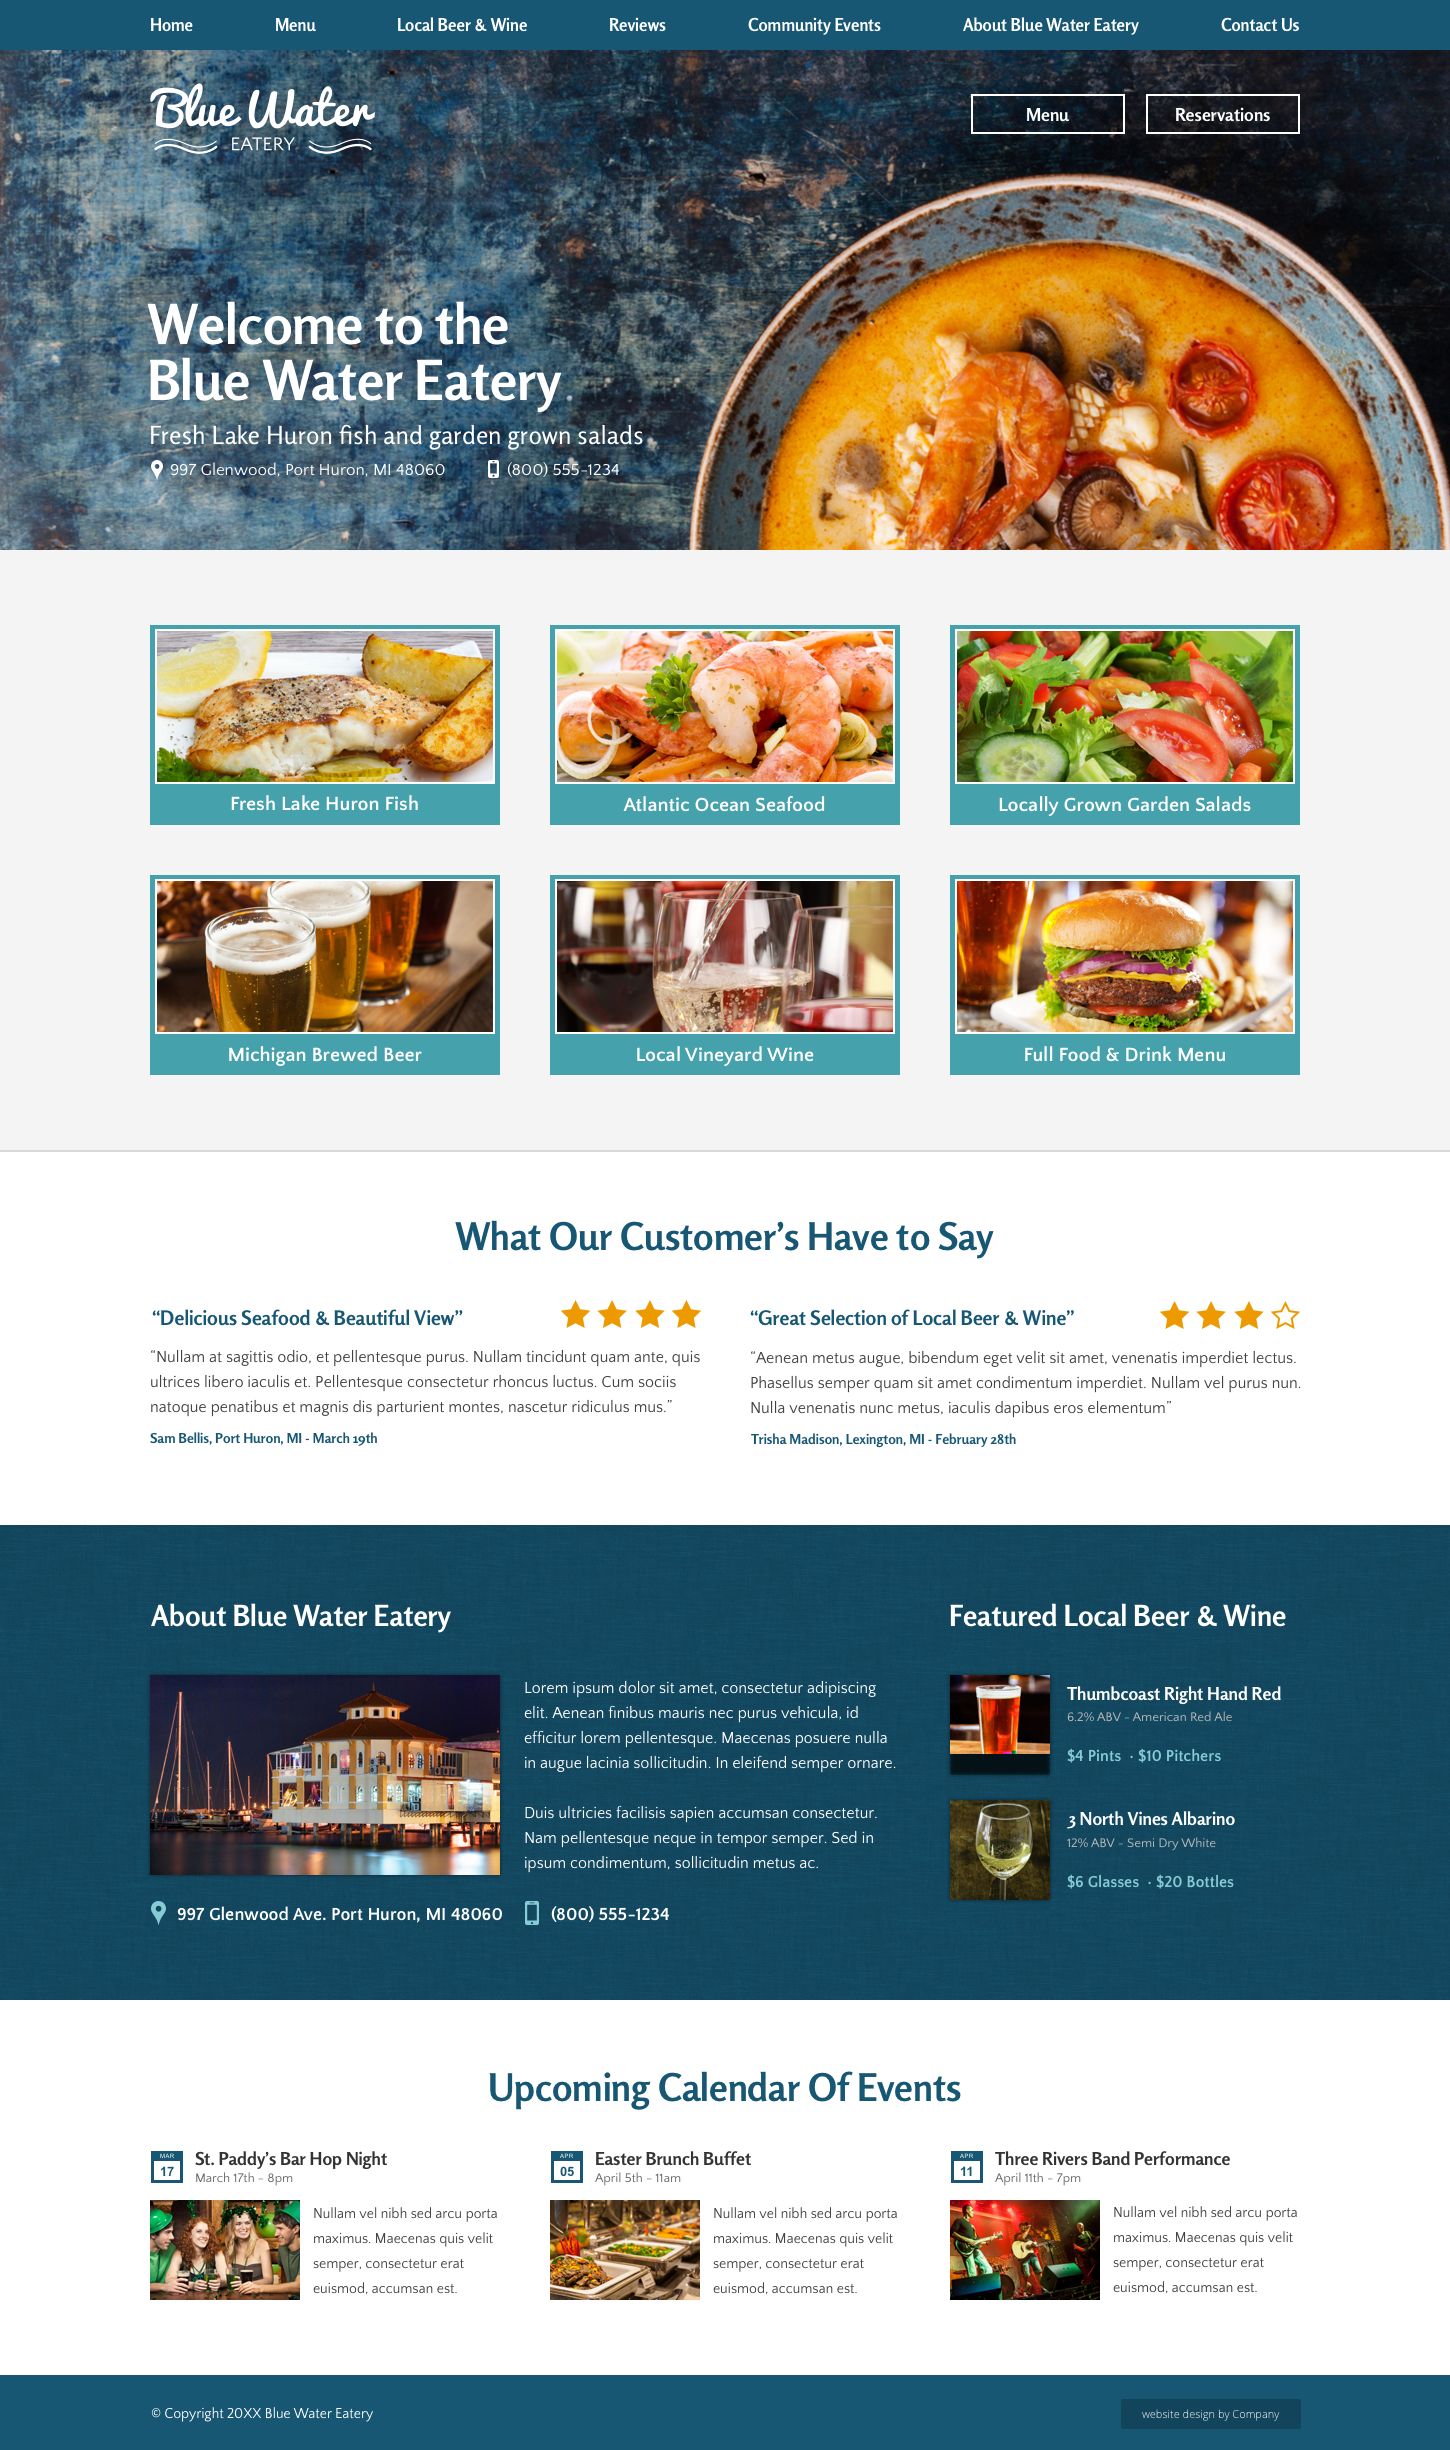 Home Menu Local Beer & Wine Reviews Community Events About Blue Water Eatery Contact Us
Blue Water
EATERY
Menu Reservations
Welcome to the
Blue Water Eatery
Fresh Lake Huron fish and garden grown salads
997 Glenwood, Port Huron, MI 48060 (800) 555-1234
Fresh Lake Huron Fish
Atlantic Ocean Seafood
Locally Grown Garden Salads
Michigan Brewed Beer
Local Vineyard Wine
Full Food & Drink Menu
What Our Customer’s Have to Say
“Delicious Seafood & Beautiful View”
“Nullam at sagittis odio, et pellentesque purus. Nullam tincidunt quam ante, quis
ultrices libero iaculis et. Pellentesque consectetur rhoncus luctus. Cum sociis
natoque penatibus et magnis dis parturient montes, nascetur ridiculus mus.”
Sam Bellis, Port Huron, MI - March 19th
“Great Selection of Local Beer & Wine”
“Aenean metus augue, bibendum eget velit sit amet, venenatis imperdiet lectus.
Phasellus semper quam sit amet condimentum imperdiet. Nullam vel purus nun.
Nulla venenatis nunc metus, iaculis dapibus eros elementum”
Trisha Madison, Lexington, MI - February 28th
About Blue Water Eatery
Lorem ipsum dolor sit amet, consectetur adipiscing
elit. Aenean finibus mauris nec purus vehicula, id
efficitur lorem pellentesque. Maecenas posuere nulla
in augue lacinia sollicitudin. In eleifend semper ornare.
Duis ultricies facilisis sapien accumsan consectetur.
Nam pellentesque neque in tempor semper. Sed in
ipsum condimentum, sollicitudin metus ac.
997 Glenwood Ave. Port Huron, MI 48060 (800) 555-1234
Featured Local Beer & Wine
Thumbcoast Right Hand Red
6.2% ABV - American Red Ale
$4 Pints · $10 Pitchers
3 North Vines Albarino
12% ABV - Semi Dry White
$6 Glasses · $20 Bottles
Upcoming Calendar Of Events
MAR
17
St. Paddy’s Bar Hop Night
March 17th - 8pm
Nullam vel nibh sed arcu porta
maximus. Maecenas quis velit
semper, consectetur erat
euismod, accumsan est.
APR
05
Easter Brunch Buffet
April 5th - 11am
Nullam vel nibh sed arcu porta
maximus. Maecenas quis velit
semper, consectetur erat
euismod, accumsan est.
APR
11
Three Rivers Band Performance
April 11th - 7pm
Nullam vel nibh sed arcu porta
maximus. Maecenas quis velit
semper, consectetur erat
euismod, accumsan est.
© Copyright 20XX Blue Water Eatery
website design by Company